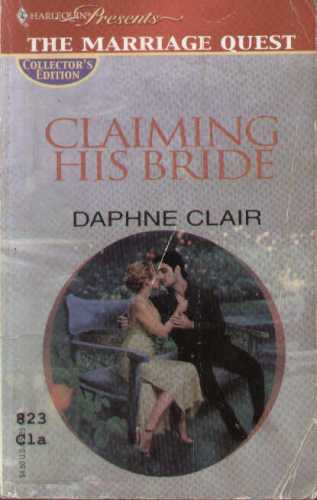 HARLEQUIN
Presents
THE MARRIAGE QUEST
COLLECTOR'S
EDITION
CLAIMING
HIS BRIDE
DAPHNE CLAIR
823
Cla